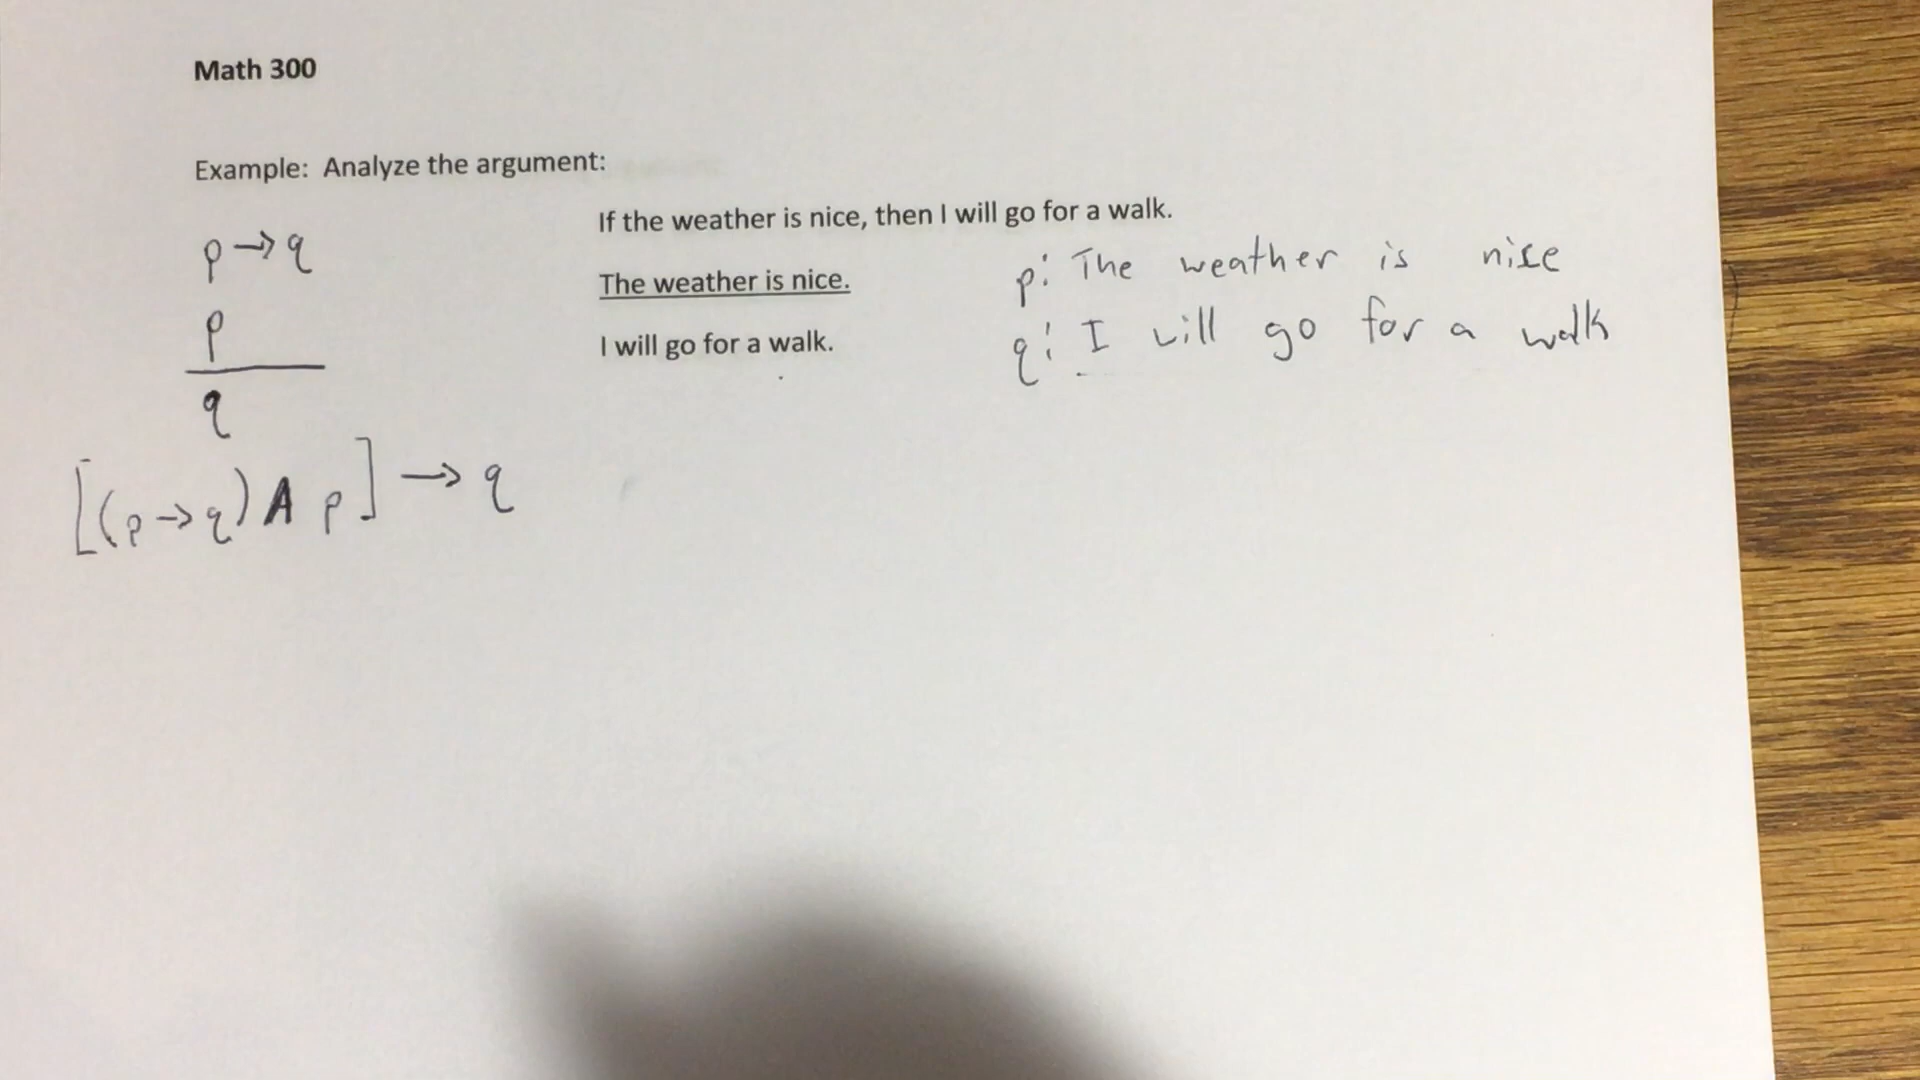 Math 300
Example: Analyze the argument:
If the weather is nice, then I will go for a walk.
The weather is nice.
I will go for a walk.
p → q
p
q
p: The weather is nice
q: I will go for a walk
[(p → q) ∧ p] → q